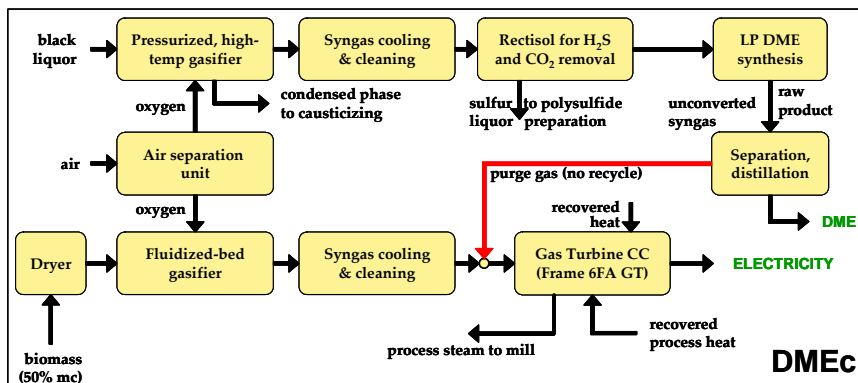 black
liquor
Pressurized, high-
temp gasifier
Syngas cooling
& cleaning
Rectisol for H₂S
and CO₂ removal
LP DME
synthesis
oxygen
condensed phase
to causticizing
sulfur to polysulfide
liquor preparation
unconverted
syngas
raw
product
air
Air separation
unit
purge gas (no recycle)
Separation,
distillation
oxygen
recovered
heat
DME
Dryer
Fluidized-bed
gasifier
Syngas cooling
& cleaning
Gas Turbine CC
(Frame 6FA GT)
ELECTRICITY
biomass
(50% mc)
process steam to mill
recovered
process heat
DMEc